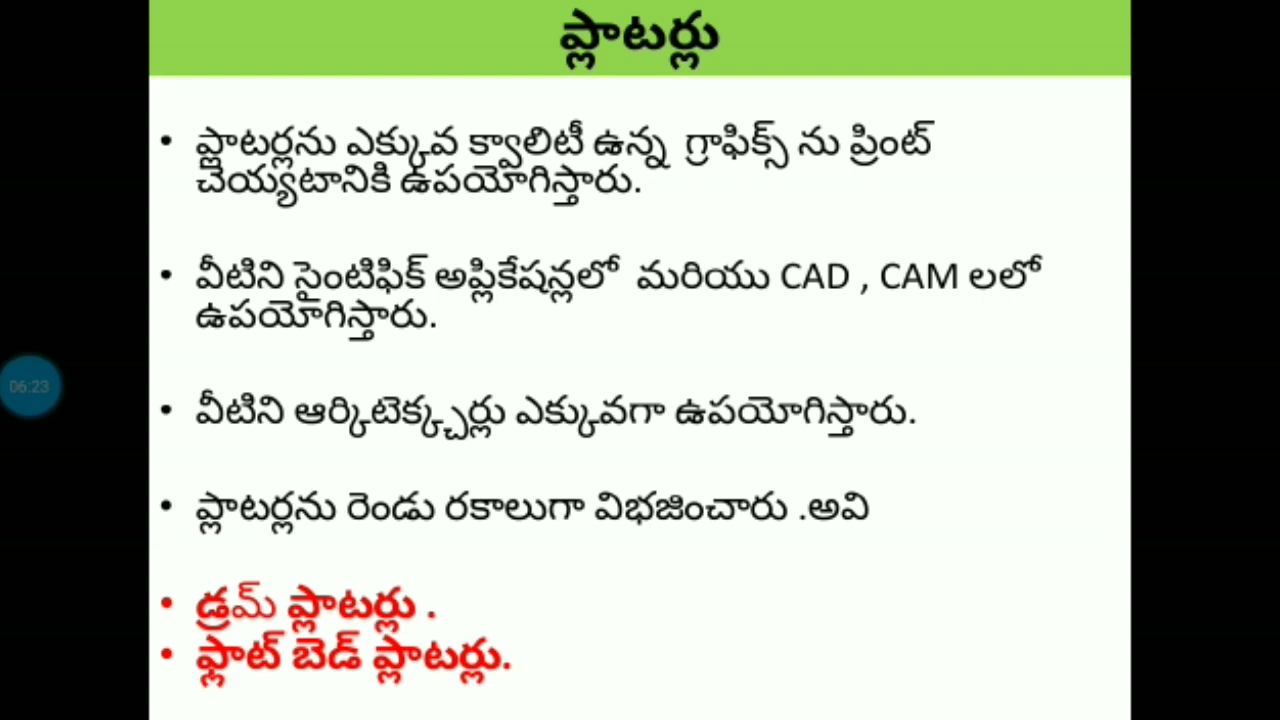 ప్లాటర్లు
• ప్లాటర్లను ఎక్కువ క్వాలిటీ ఉన్న గ్రాఫిక్స్ ను ప్రింట్
చెయ్యటానికి ఉపయోగిస్తారు.
• వీటిని సైంటిఫిక్ అప్లికేషన్లలో మరియు CAD , CAM లలో
ఉపయోగిస్తారు.
06:23
• వీటిని ఆర్కిటెక్క్చర్లు ఎక్కువగా ఉపయోగిస్తారు.
• ప్లాటర్లను రెండు రకాలుగా విభజించారు .అవి
• డ్రమ్ ప్లాటర్లు .
• ఫ్లాట్ బెడ్ ప్లాటర్లు.